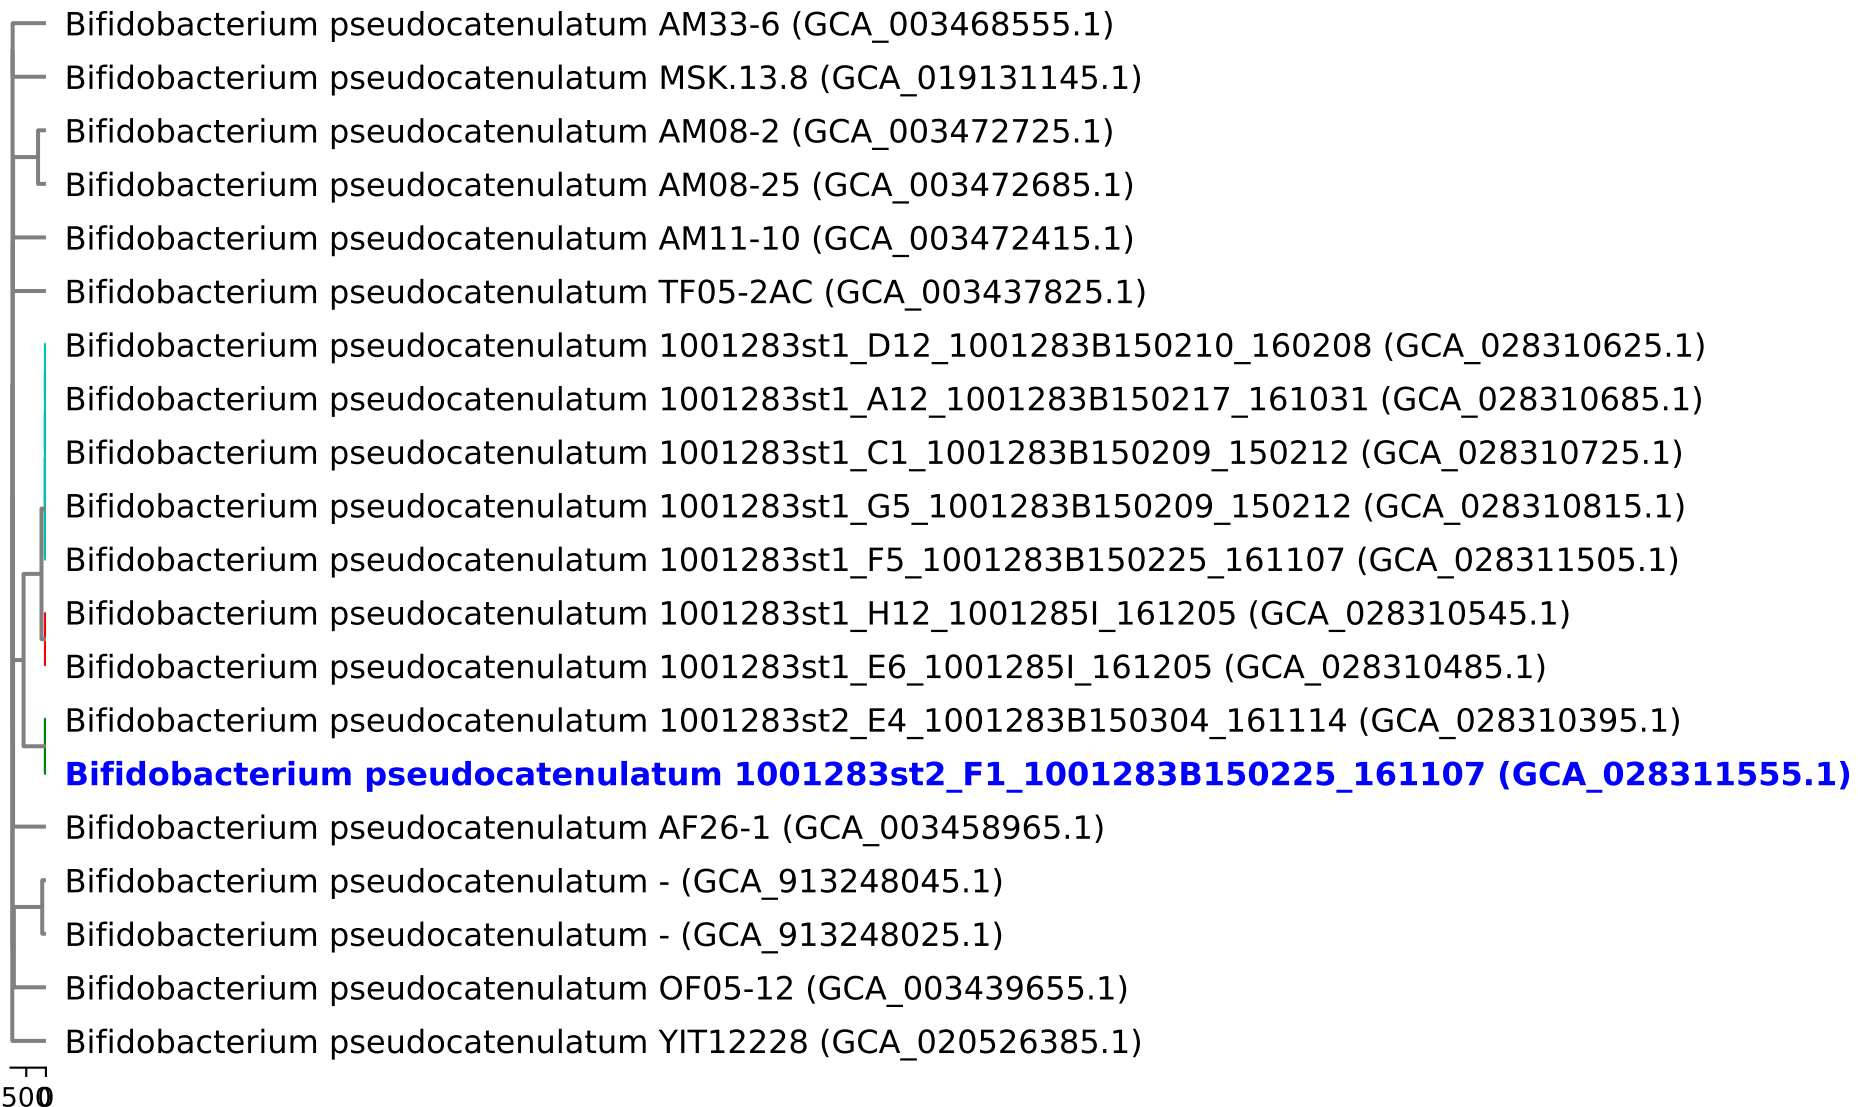 Bifidobacterium pseudocatenulatum AM33-6 (GCA_003468555.1)
Bifidobacterium pseudocatenulatum MSK.13.8 (GCA_019131145.1)
Bifidobacterium pseudocatenulatum AM08-2 (GCA_003472725.1)
Bifidobacterium pseudocatenulatum AM08-25 (GCA_003472685.1)
Bifidobacterium pseudocatenulatum AM11-10 (GCA_003472415.1)
Bifidobacterium pseudocatenulatum TF05-2AC (GCA_003437825.1)
Bifidobacterium pseudocatenulatum 1001283st1_D12_1001283B150210_160208 (GCA_028310625.1)
Bifidobacterium pseudocatenulatum 1001283st1_A12_1001283B150217_161031 (GCA_028310685.1)
Bifidobacterium pseudocatenulatum 1001283st1_C1_1001283B150209_150212 (GCA_028310725.1)
Bifidobacterium pseudocatenulatum 1001283st1_G5_1001283B150209_150212 (GCA_028310815.1)
Bifidobacterium pseudocatenulatum 1001283st1_F5_1001283B150225_161107 (GCA_028311505.1)
Bifidobacterium pseudocatenulatum 1001283st1_H12_1001285I_161205 (GCA_028310545.1)
Bifidobacterium pseudocatenulatum 1001283st1_E6_1001285I_161205 (GCA_028310485.1)
Bifidobacterium pseudocatenulatum 1001283st2_E4_1001283B150304_161114 (GCA_028310395.1)
Bifidobacterium pseudocatenulatum 1001283st2_F1_1001283B150225_161107 (GCA_028311555.1)
Bifidobacterium pseudocatenulatum AF26-1 (GCA_003458965.1)
Bifidobacterium pseudocatenulatum - (GCA_913248045.1)
Bifidobacterium pseudocatenulatum - (GCA_913248025.1)
Bifidobacterium pseudocatenulatum OF05-12 (GCA_003439655.1)
Bifidobacterium pseudocatenulatum YIT12228 (GCA_020526385.1)
500 0